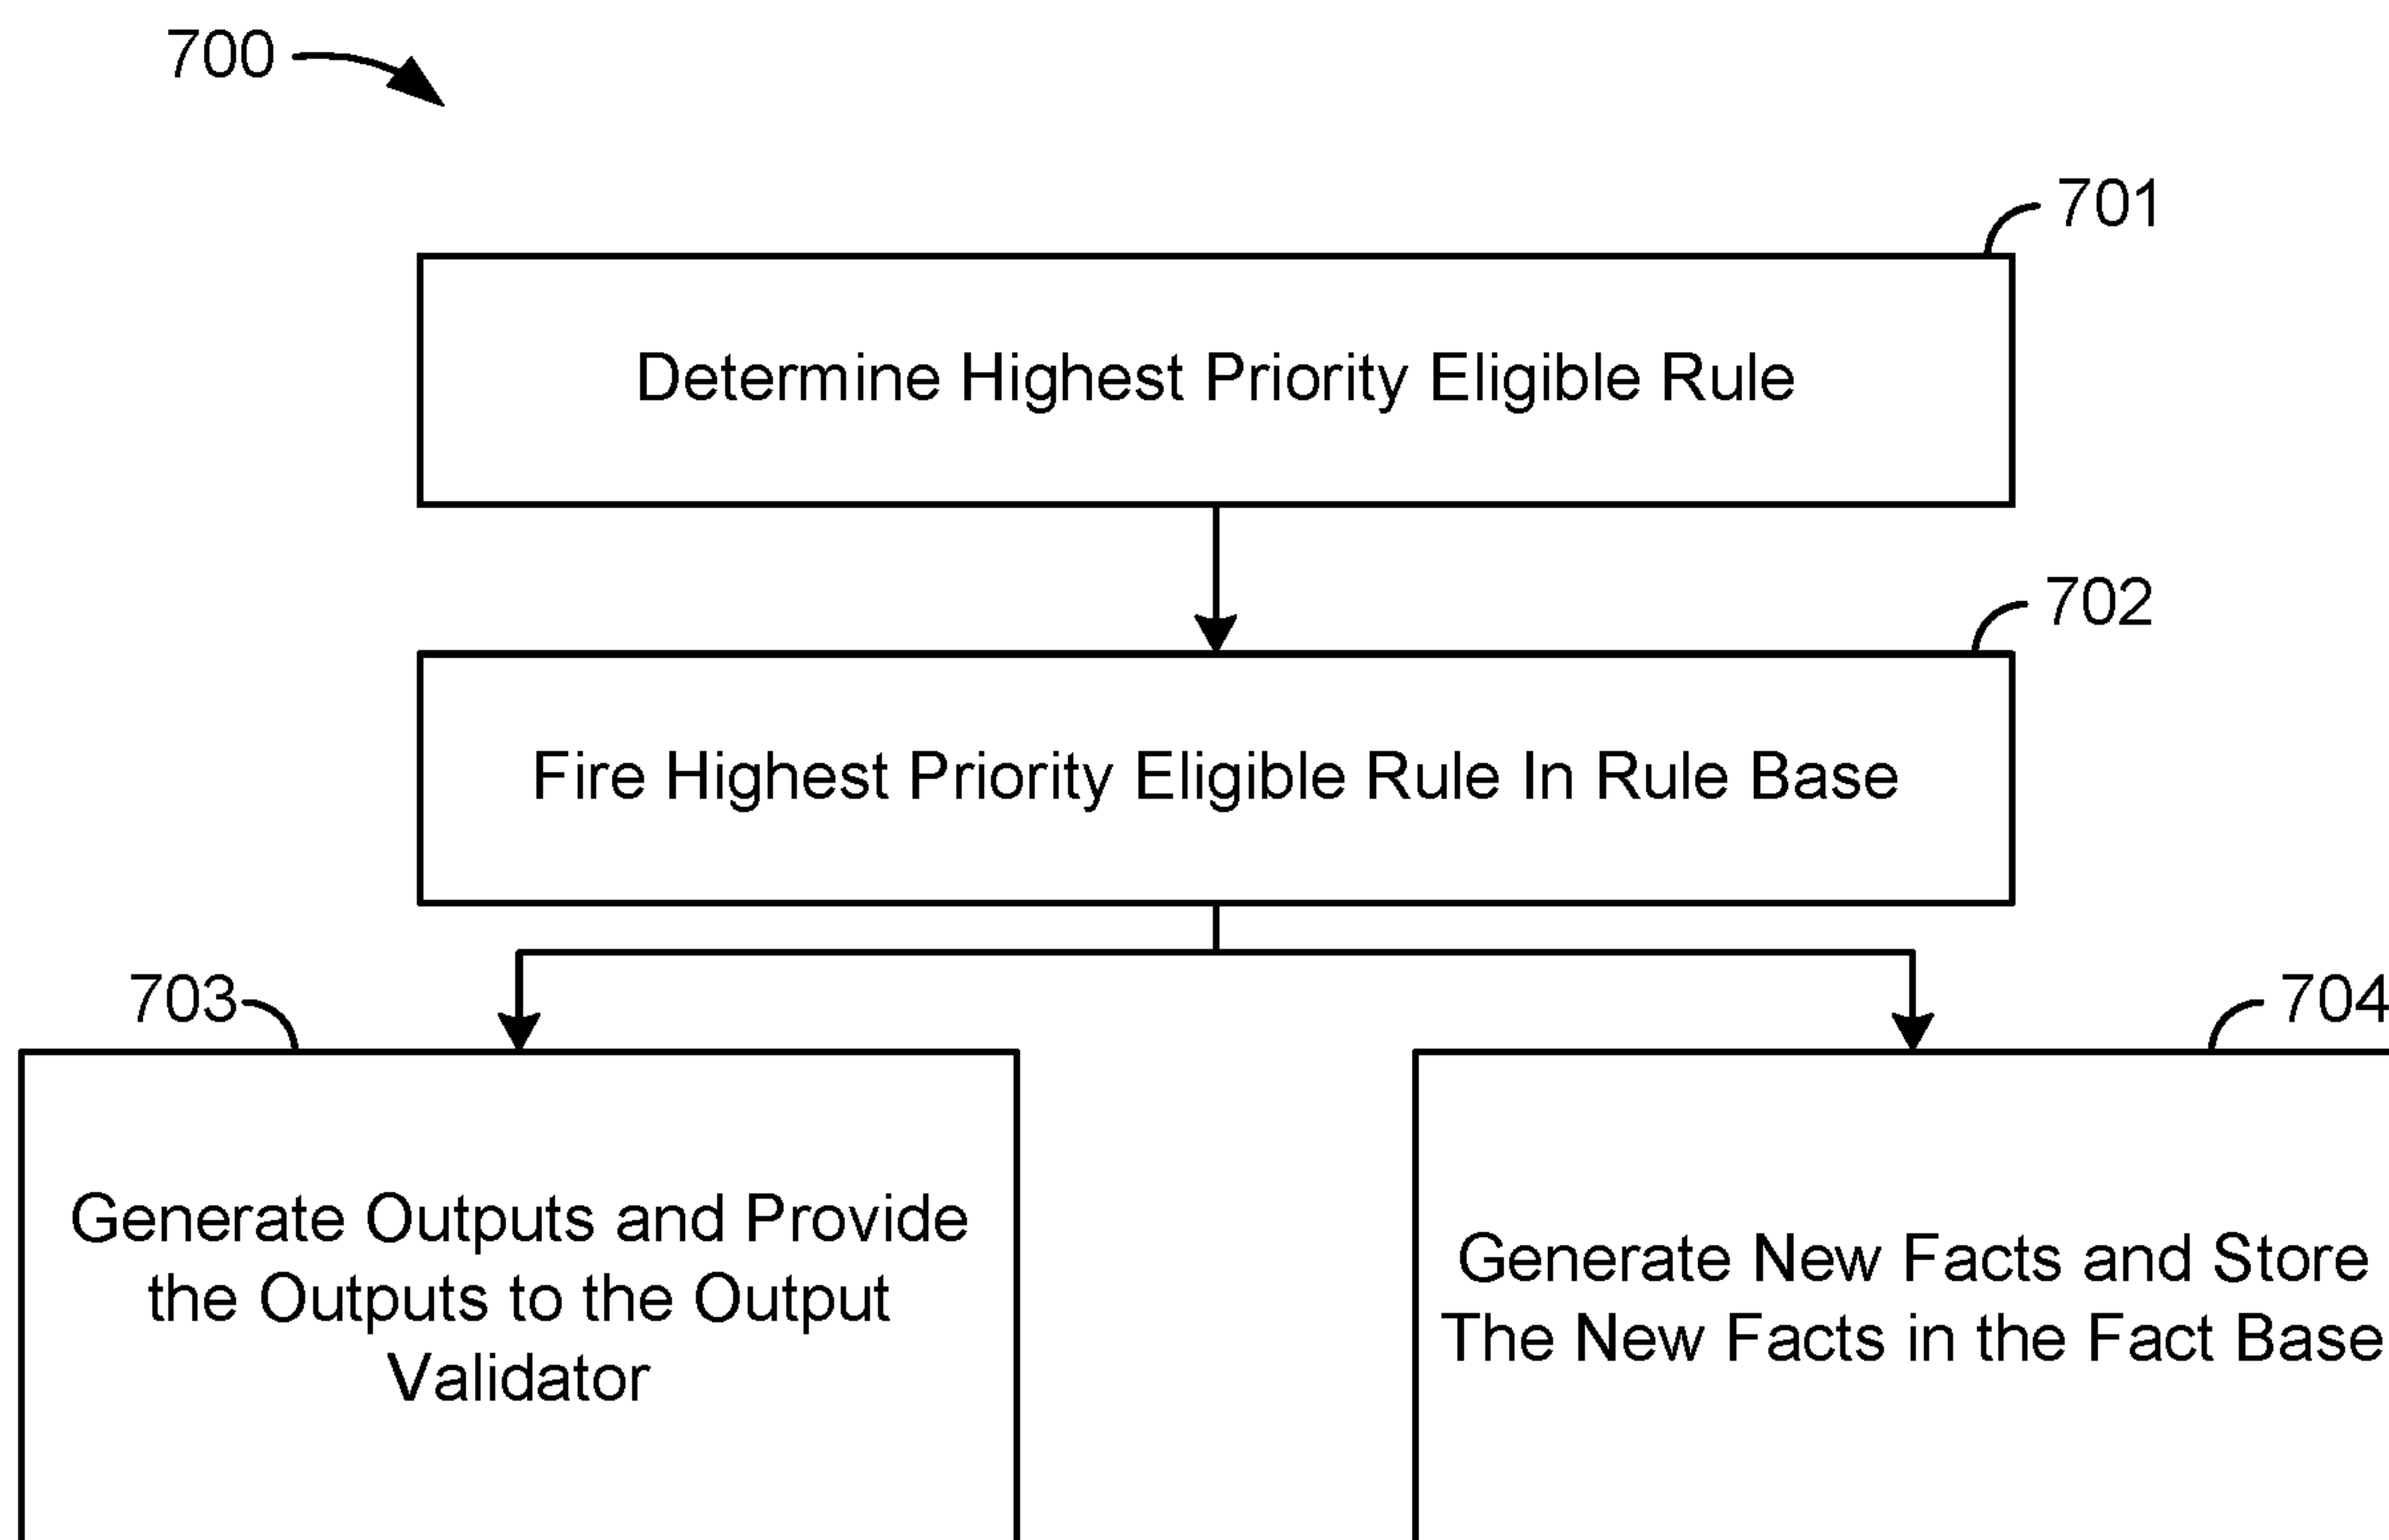 700
701
Determine Highest Priority Eligible Rule
702
Fire Highest Priority Eligible Rule In Rule Base
703
704
Generate Outputs and Provide
the Outputs to the Output
Validator
Generate New Facts and Store
The New Facts in the Fact Base